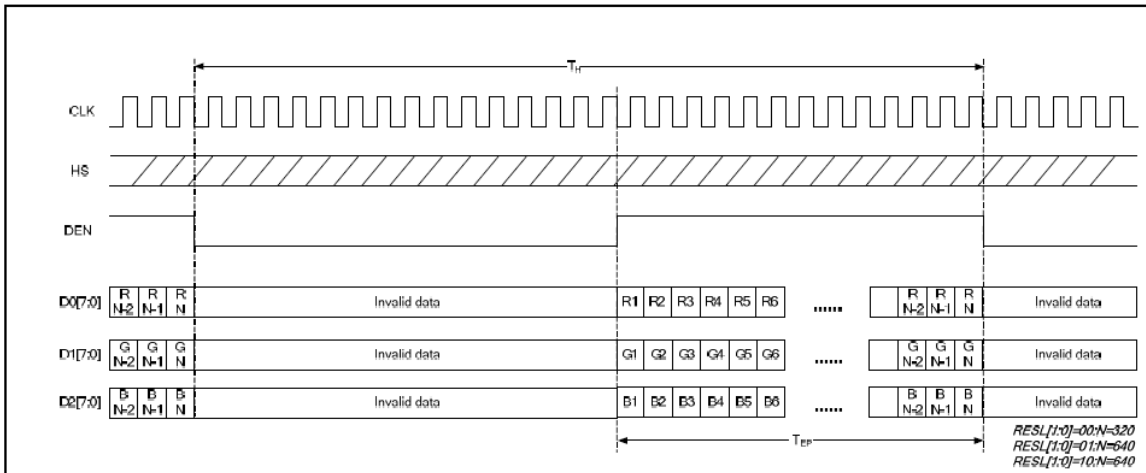 T_H
CLK
HS
DEN
D0[7:0] R N-2 R N-1 R N Invalid data R1 R2 R3 R4 R5 R6 ...... R N-2 R N-1 R N Invalid data
D1[7:0] G N-2 G N-1 G N Invalid data G1 G2 G3 G4 G5 G6 ...... G N-2 G N-1 G N Invalid data
D2[7:0] B N-2 B N-1 B N Invalid data B1 B2 B3 B4 B5 B6 ...... B N-2 B N-1 B N Invalid data
T_EP
RESL[1:0]=00:N=320
RESL[1:0]=01:N=640
RESL[1:0]=10:N=640